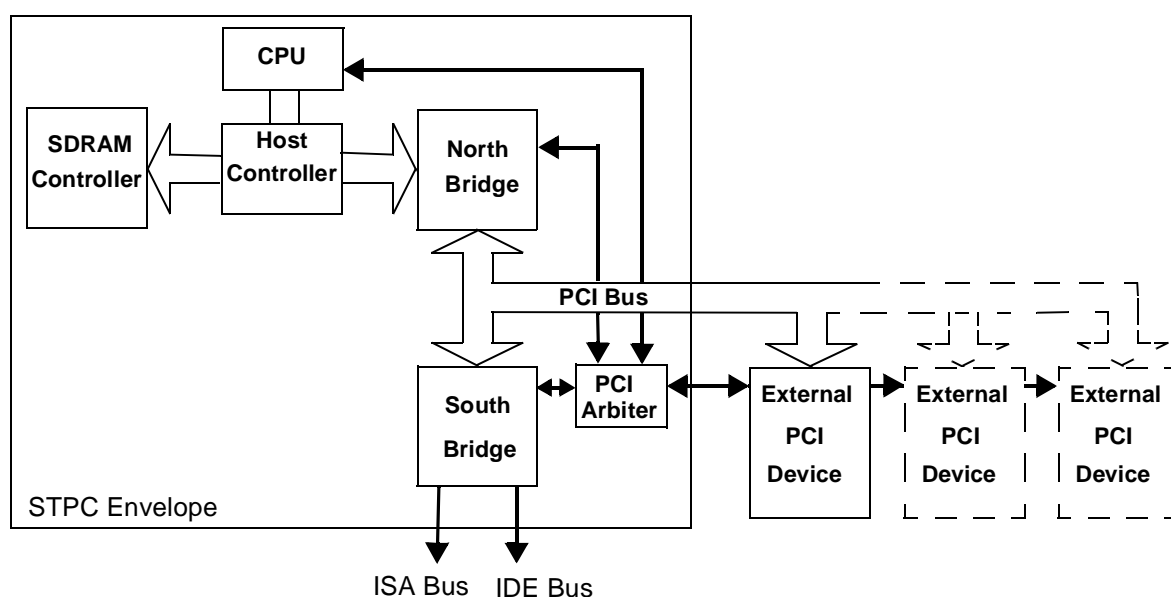 CPU
SDRAM
Controller
Host
Controller
North
Bridge
PCI Bus
South
Bridge
PCI
Arbiter
External
PCI
Device
External
PCI
Device
External
PCI
Device
STPC Envelope
ISA Bus
IDE Bus